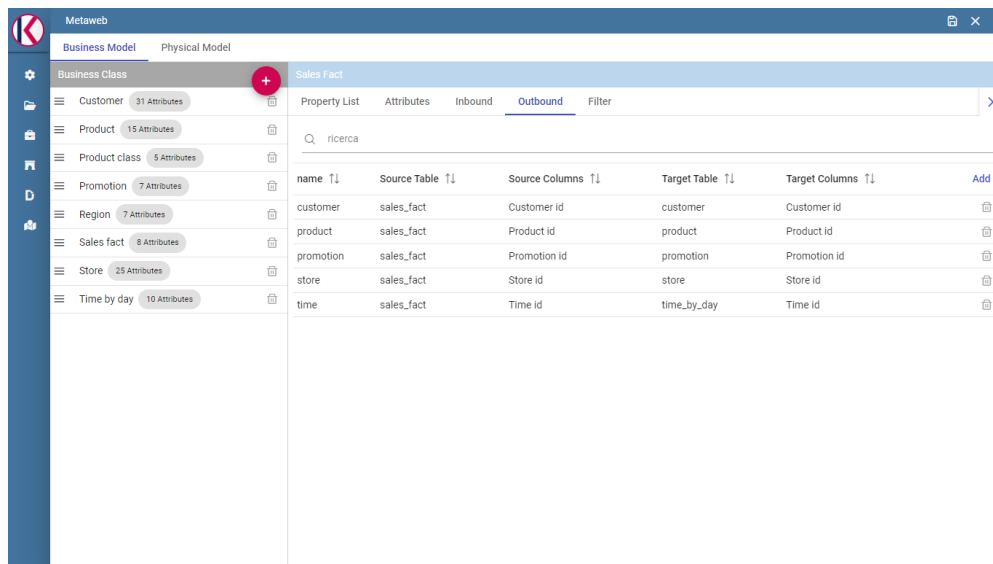 Metaweb
Business Model Physical Model
Business Class
Sales Fact
Customer 31 Attributes
Product 15 Attributes
Product class 5 Attributes
Promotion 7 Attributes
Region 7 Attributes
Sales fact 8 Attributes
Store 25 Attributes
Time by day 10 Attributes
Property List Attributes Inbound Outbound Filter
ricerca
name Source Table Source Columns Target Table Target Columns Add
customer sales_fact Customer id customer Customer id
product sales_fact Product id product Product id
promotion sales_fact Promotion id promotion Promotion id
store sales_fact Store id store Store id
time sales_fact Time id time_by_day Time id
K
D